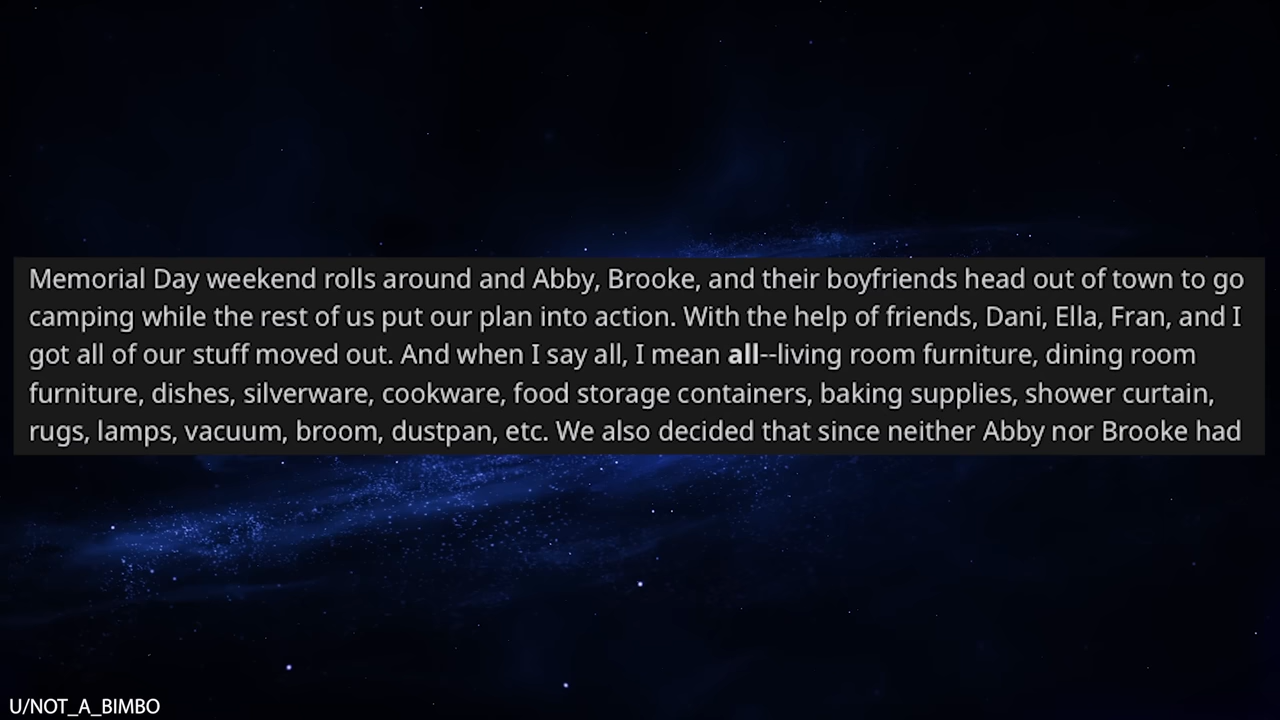 Memorial Day weekend rolls around and Abby, Brooke, and their boyfriends head out of town to go
camping while the rest of us put our plan into action. With the help of friends, Dani, Ella, Fran, and I
got all of our stuff moved out. And when I say all, I mean all--living room furniture, dining room
furniture, dishes, silverware, cookware, food storage containers, baking supplies, shower curtain,
rugs, lamps, vacuum, broom, dustpan, etc. We also decided that since neither Abby nor Brooke had
U/NOT_A_BIMBO